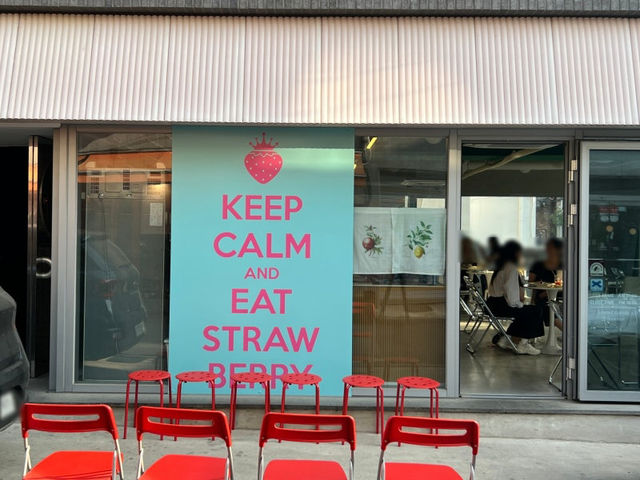 KEEP
CALM
AND
EAT
STRAW
BERRY